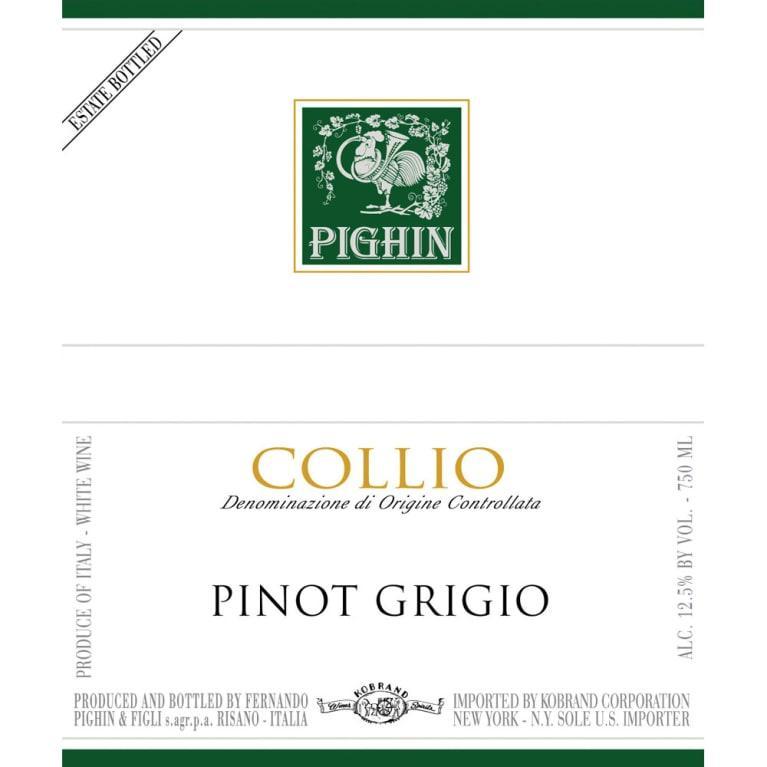 ESTATE BOTTLED
PIGHIN
COLLIO
Denominazione di Origine Controllata
PINOT GRIGIO
PRODUCE OF ITALY - WHITE WINE
ALC. 12.5% BY VOL. - 750 ML
PRODUCED AND BOTTLED BY FERNANDO
PIGHIN & FIGLI s.agr.p.a. RISANO - ITALIA
KOBRAND
Wines Spirits
IMPORTED BY KOBRAND CORPORATION
NEW YORK - N.Y. SOLE U.S. IMPORTER